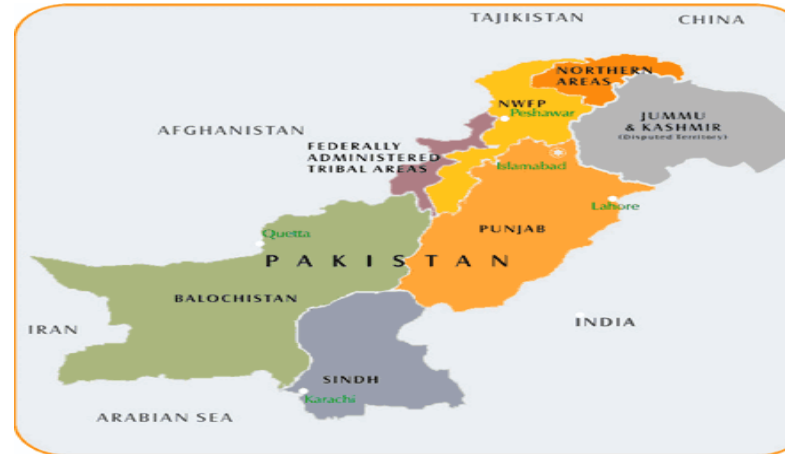 TAJIKISTAN
CHINA
NORTHERN
AREAS
NWFP
Peshawar
JUMMU
& KASHMIR
(Disputed Territory)
AFGHANISTAN
FEDERALLY
ADMINISTERED
TRIBAL AREAS
Islamabad
Lahore
PUNJAB
Quetta
PAKISTAN
BALOCHISTAN
INDIA
IRAN
SINDH
Karachi
ARABIAN SEA